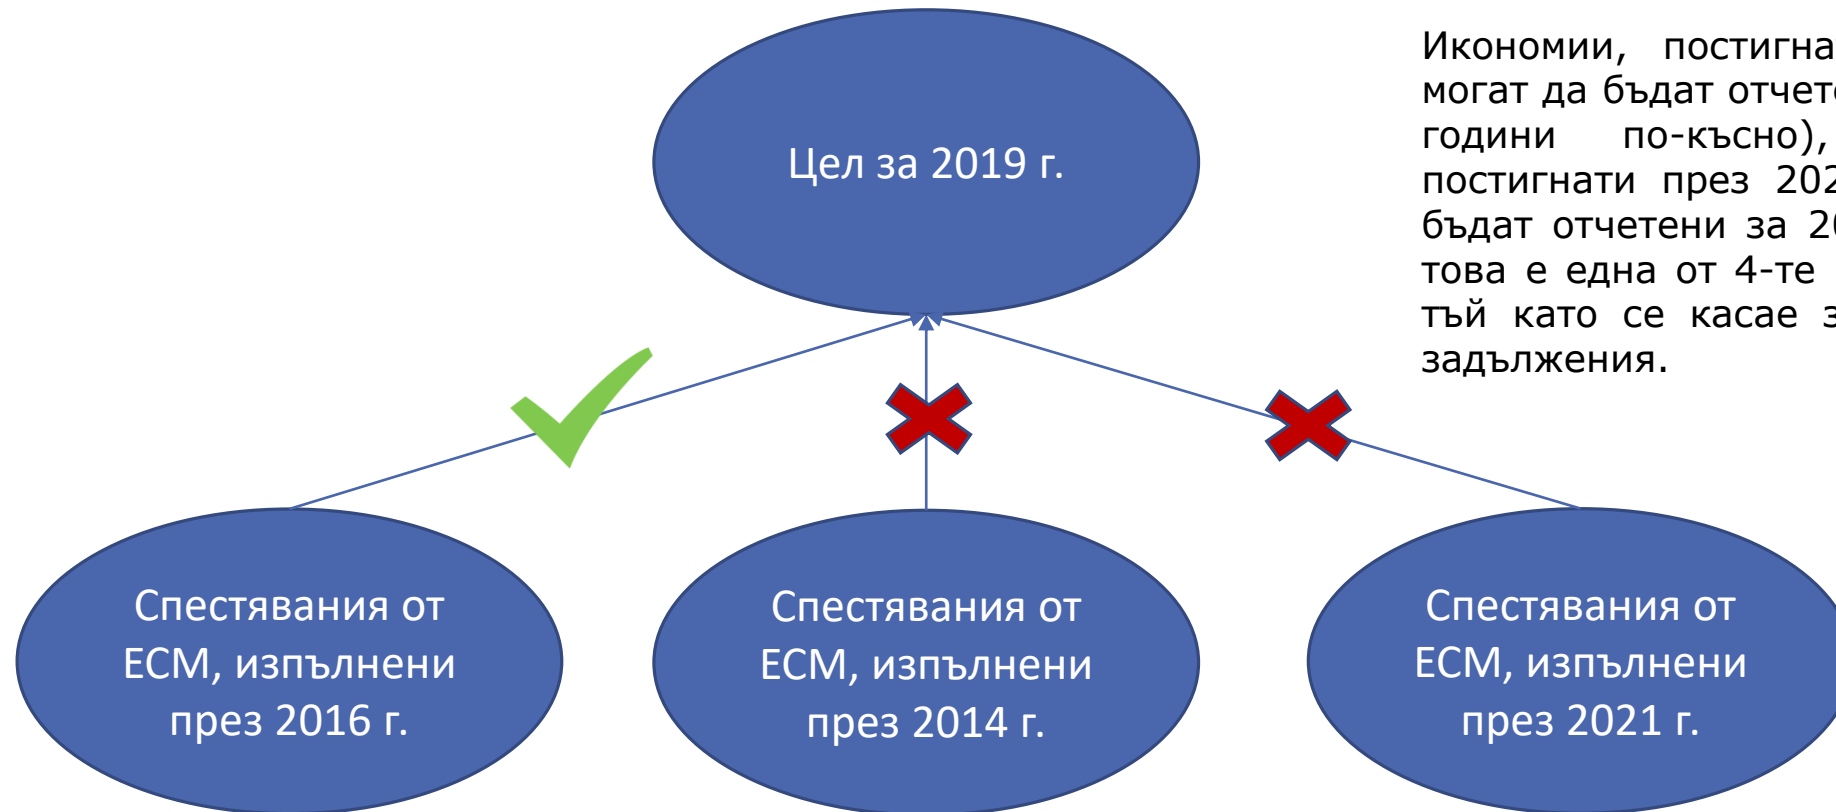 Цел за 2019 г.
Икономии, постигна
могат да бъдат отчет
години по-късно),
постигнати през 202
бъдат отчетени за 20
това е една от 4-те
тъй като се касае з
задължения.
Спестявания от
ЕСМ, изпълнени
през 2016 г.
Спестявания от
ЕСМ, изпълнени
през 2014 г.
Спестявания от
ЕСМ, изпълнени
през 2021 г.